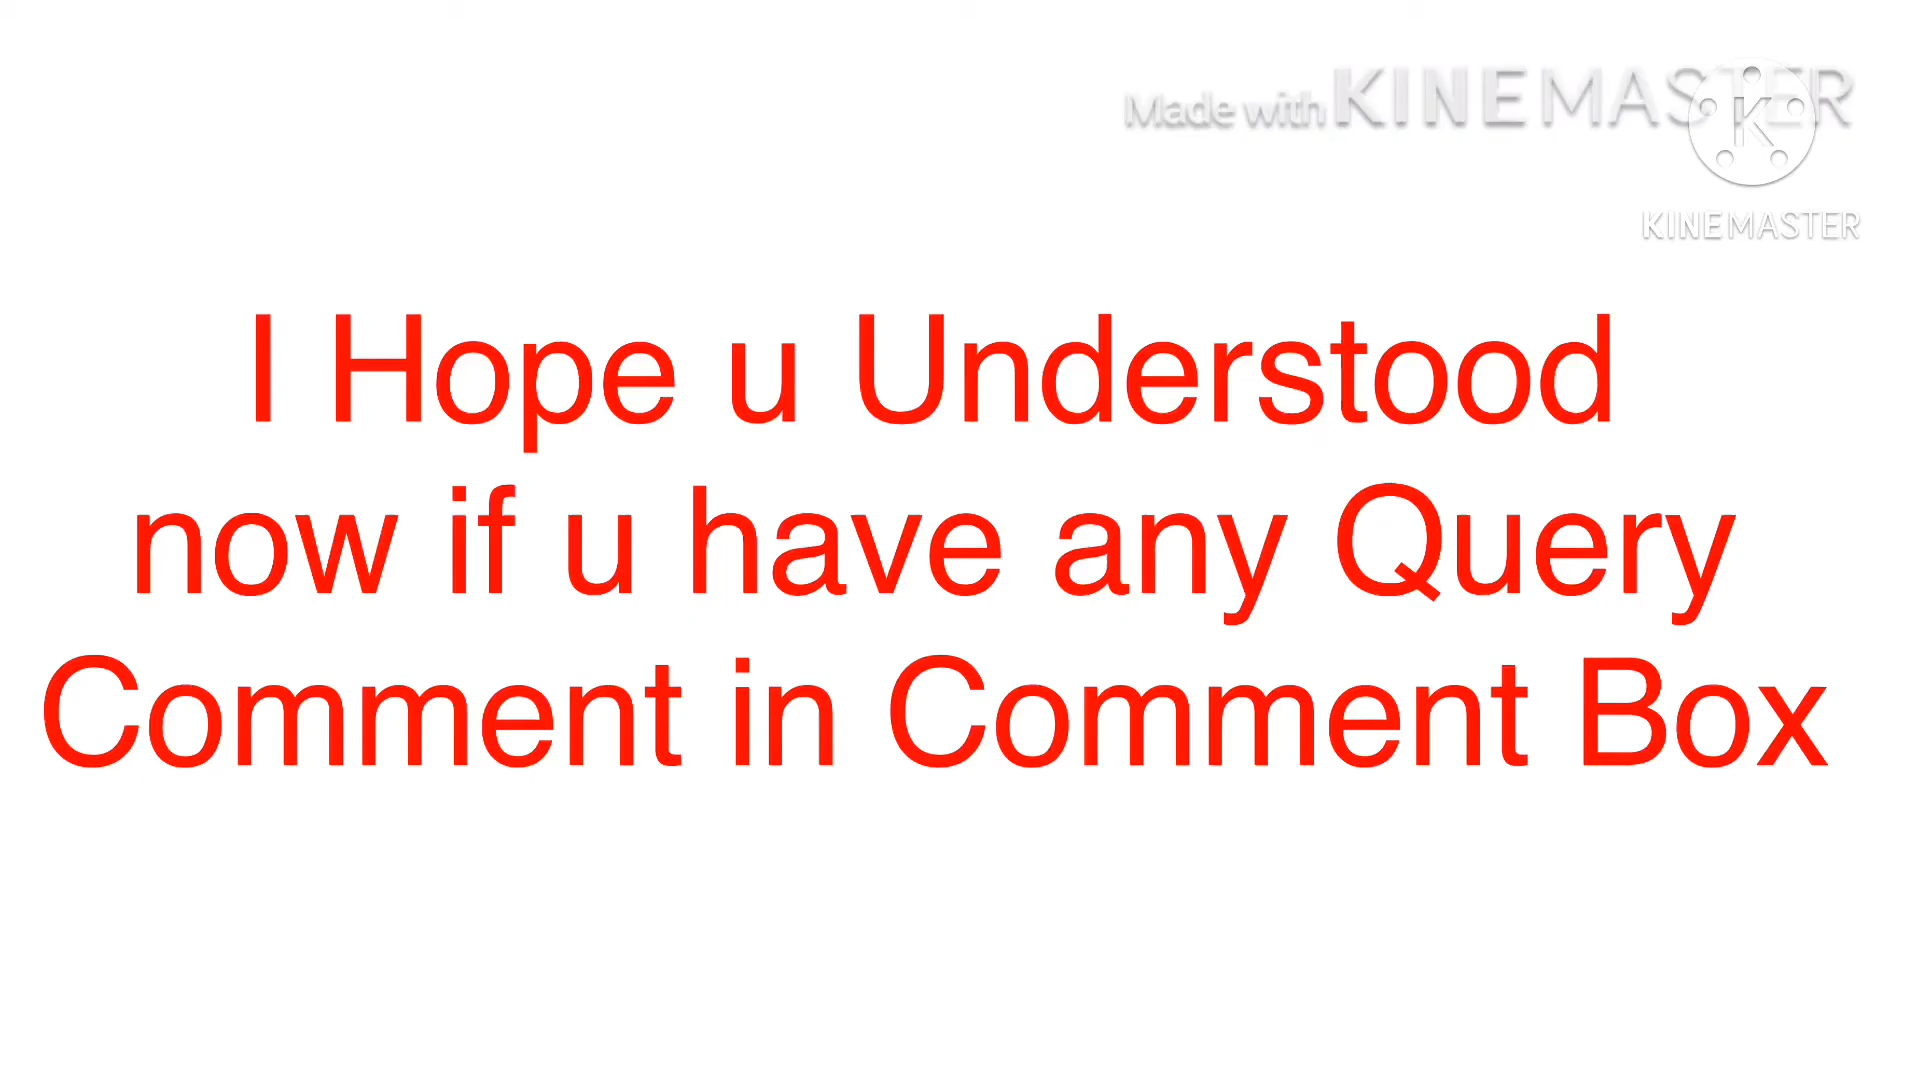 Made with KINEMASTER
K
KINEMASTER
I Hope u Understood
now if u have any Query
Comment in Comment Box